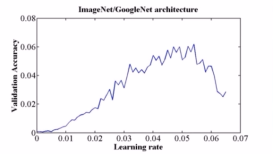 ImageNet/GoogleNet architecture
0.08
0.06
0.04
0.02
0
Validation Accuracy
0 0.01 0.02 0.03 0.04 0.05 0.06 0.07
Learning rate